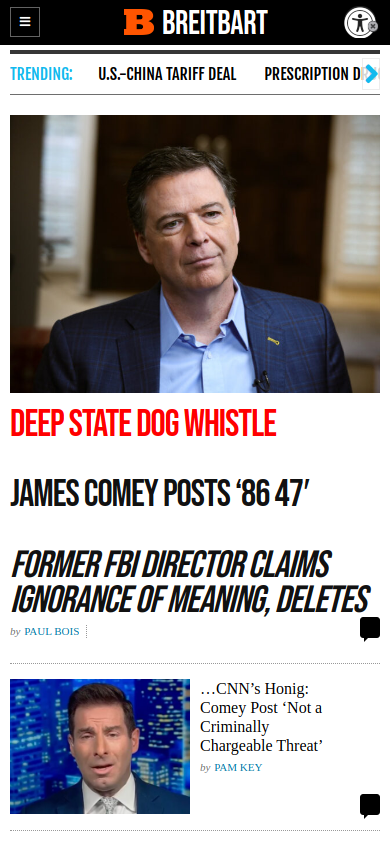 BREITBART
TRENDING:
U.S.–CHINA TARIFF DEAL
PRESCRIPTION
DEEP STATE DOG WHISTLE
JAMES COMEY POSTS ‘86 47’
FORMER FBI DIRECTOR CLAIMS
IGNORANCE OF MEANING, DELETES
by PAUL BOIS
…CNN’s Honig:
Comey Post ‘Not a
Criminally
Chargeable Threat’
by PAM KEY